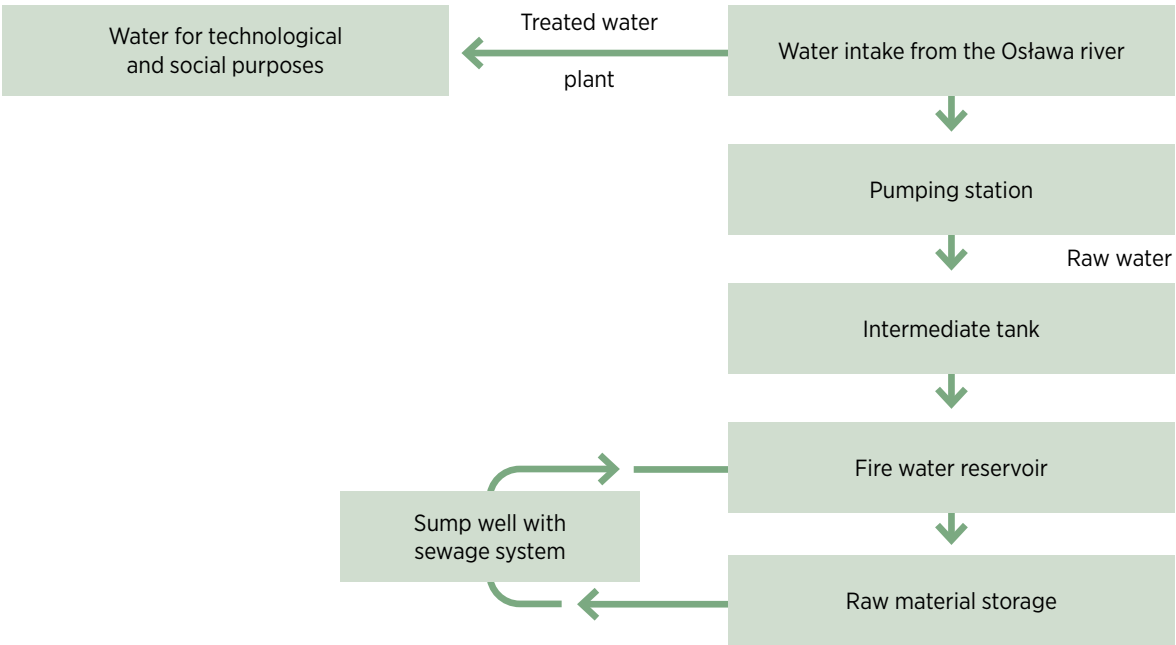 Water for technological
and social purposes
Treated water
plant
Water intake from the Osława river
Pumping station
Raw water
Intermediate tank
Fire water reservoir
Sump well with
sewage system
Raw material storage